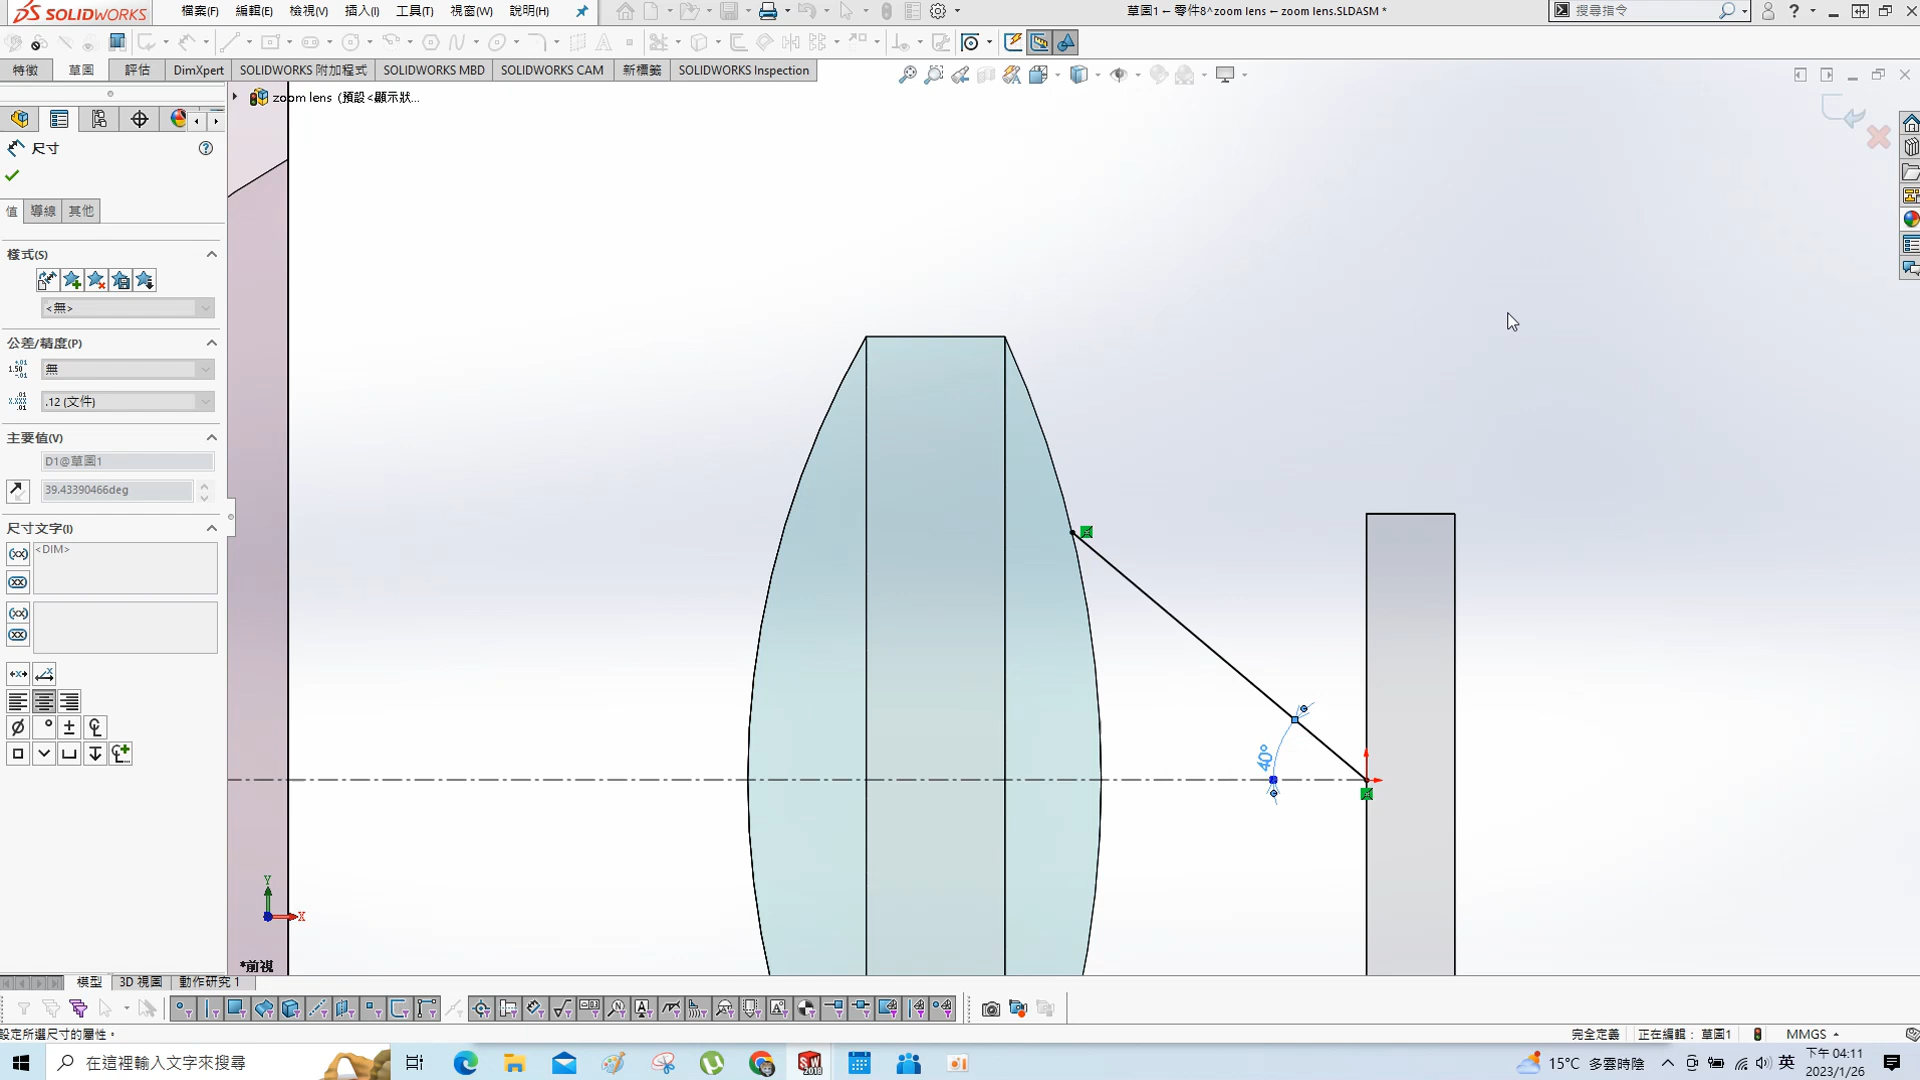 SOLIDWORKS 檔案(F) 編輯(E) 檢視(V) 插入(I) 工具(T) 視窗(W) 說明(H) 草圖1 ← 零件8^zoom lens ← zoom lens.SLDASM * 搜尋指令
特徵 草圖 評估 DimXpert SOLIDWORKS 附加程式 SOLIDWORKS MBD SOLIDWORKS CAM 新標籤 SOLIDWORKS Inspection
zoom lens (預設<顯示狀...
尺寸
值 導線 其他
樣式(S)
<無>
公差/精度(P)
無
.12 (文件)
主要值(V)
D1@草圖1
39.43390466deg
尺寸文字(I)
<DIM>
40°
Y
X
*前視
模型 3D 視圖 動作研究 1
設定所選尺寸的屬性。
完全定義 正在編輯: 草圖1 MMGS
在這裡輸入文字來搜尋
15°C 多雲時陰 英 下午 04:11
2023/1/26